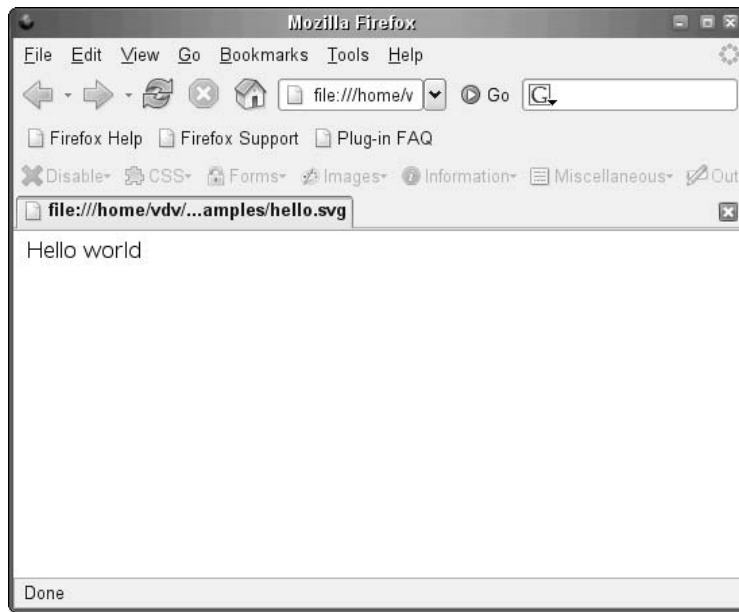 Mozilla Firefox
File Edit View Go Bookmarks Tools Help
file:///home/v Go G
Firefox Help Firefox Support Plug-in FAQ
Disable CSS Forms Images Information Miscellaneous Out
file:///home/vdv/...amples/hello.svg
Hello world
Done